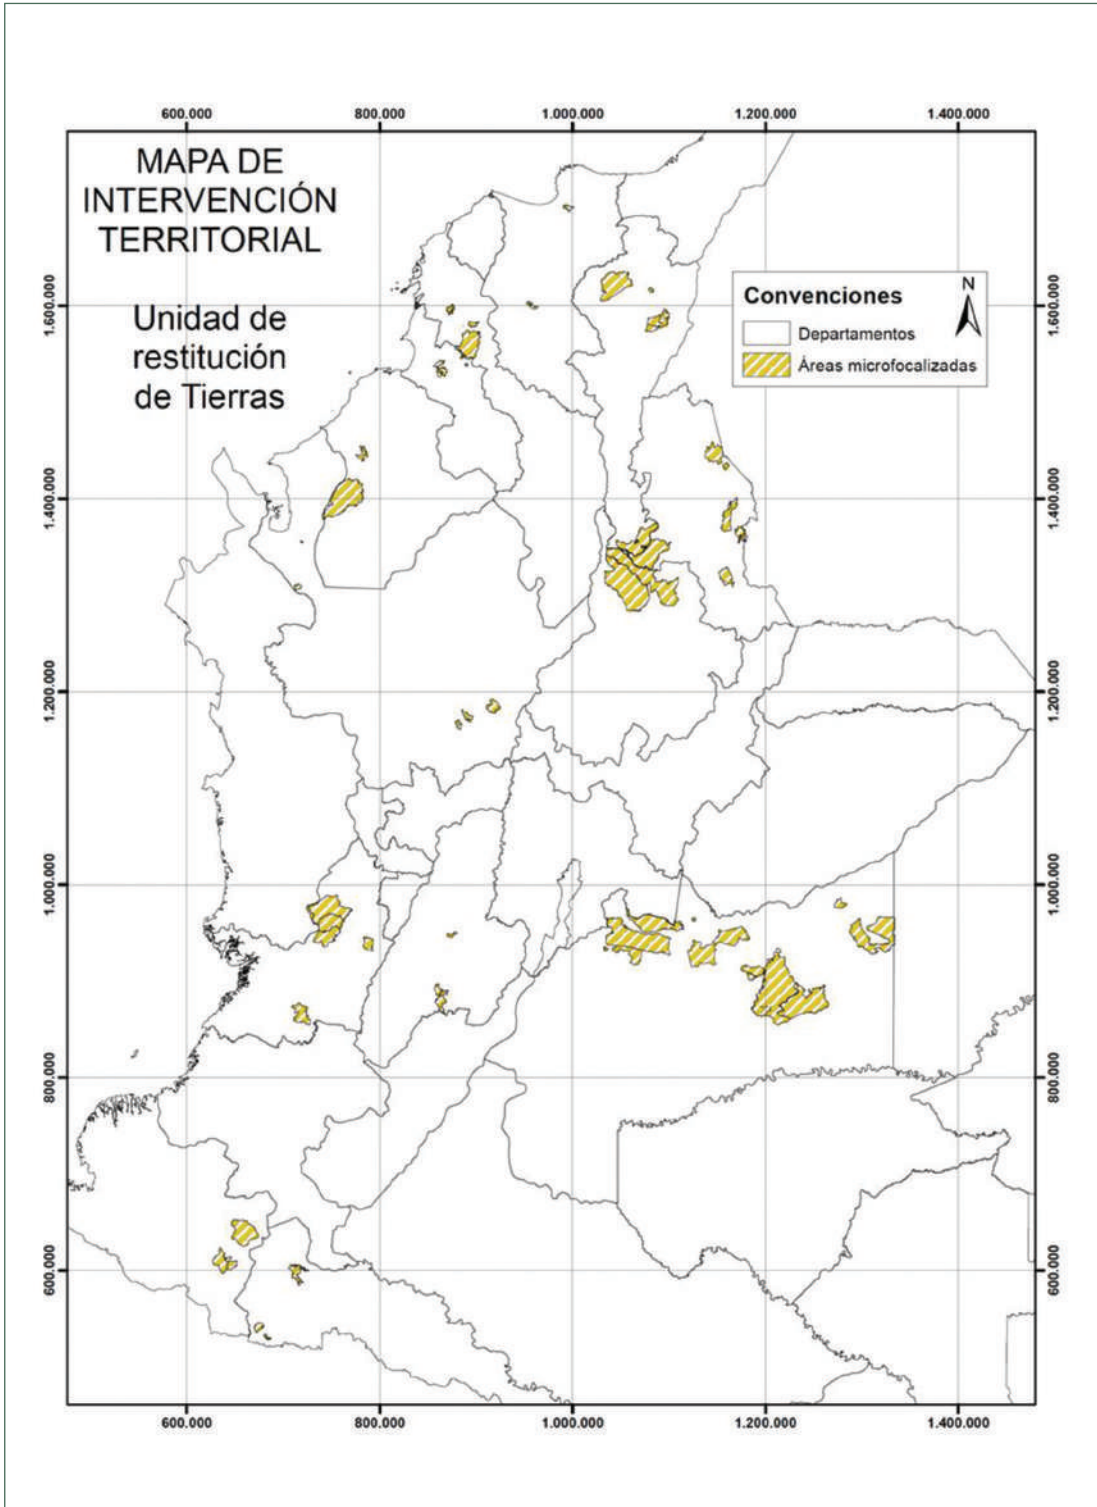 600.000 800.000 1.000.000 1.200.000 1.400.000
MAPA DE
INTERVENCIÓN
TERRITORIAL
Unidad de
restitución
de Tierras
Convenciones
N
Departamentos
Áreas microfocalizadas
1.600.000
1.400.000
1.200.000
1.000.000
800.000
600.000
1.600.000
1.400.000
1.200.000
1.000.000
800.000
600.000
600.000 800.000 1.000.000 1.200.000 1.400.000